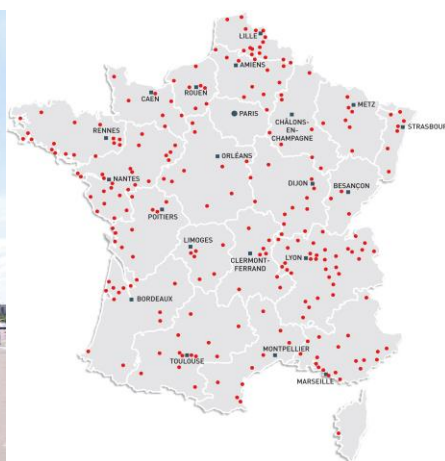 LILLE
AMIENS
ROUEN
CAEN
PARIS
CHÂLONS-
EN-
CHAMPAGNE
METZ
STRASBOUR
RENNES
ORLÉANS
NANTES
DIJON
BESANÇON
POITIERS
LIMOGES
CLERMONT-
FERRAND
LYON
BORDEAUX
TOULOUSE
MONTPELLIER
MARSEILLE